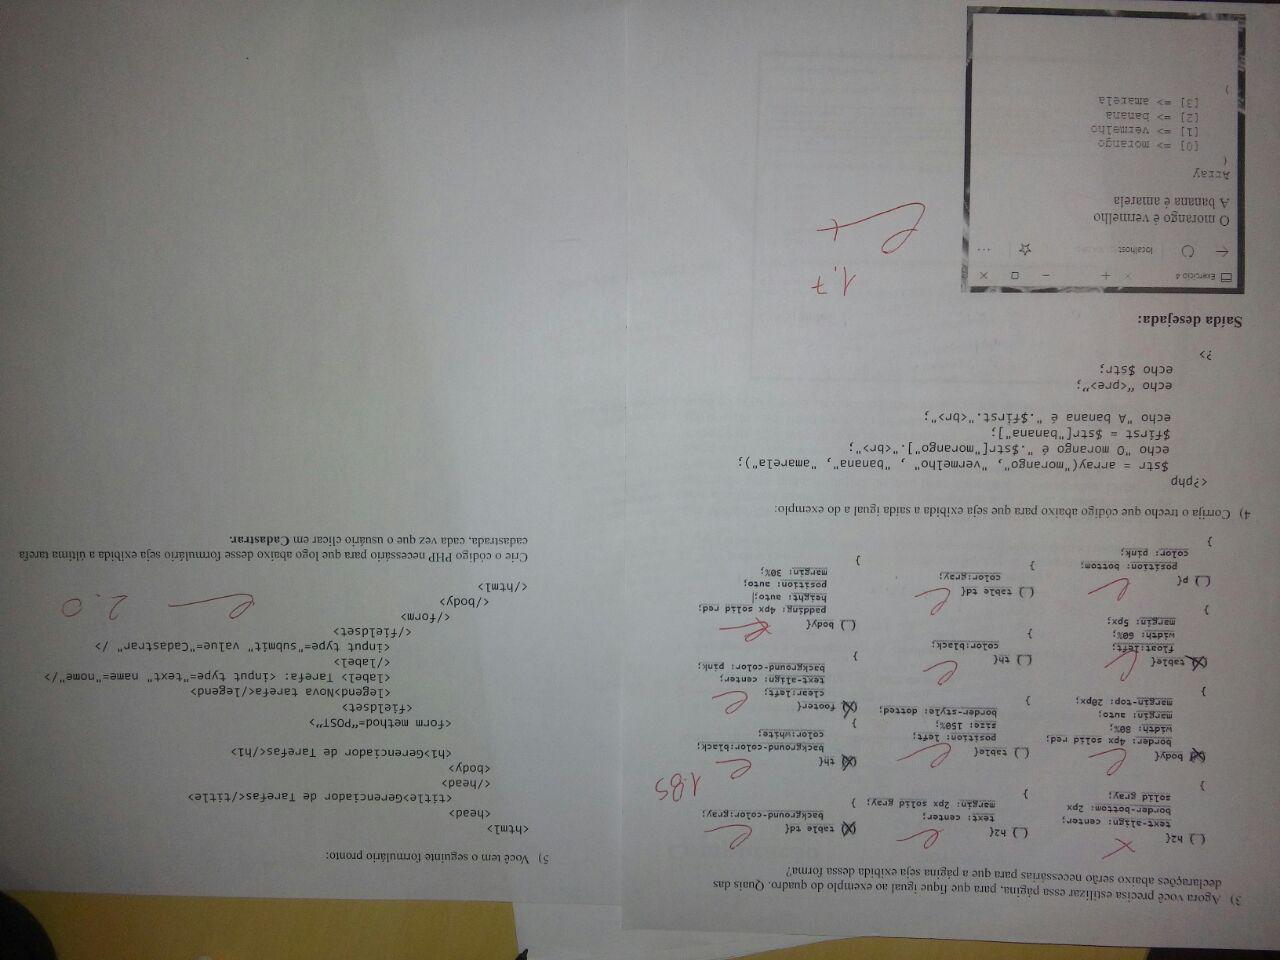 3) Agora você precisa estilizar essa página, para que fique igual ao exemplo do quadro. Quais das
declarações abaixo serão necessárias para que a página seja exibida dessa forma?
(_) h2{
text-align: center;
border-bottom: 2px
solid gray;
}
(_) h2{
text: center;
margin: 2px solid gray;
}
(X) table td{
background-color:gray;
}
1.85
(X) body{
border: 4px solid red;
width: 80%;
margin: auto;
margin-top: 20px;
}
(_) table{
position: left;
size: 150%;
border-style: dotted;
}
(X) th{
background-color:black;
color:white;
}
(X) footer{
clear:left;
text-align: center;
background-color: pink;
}
(X) table{
float:left;
width: 60%;
margin: 5px;
}
(_) th{
color:black;
}
(_) body{
padding: 4px solid red;
height: auto;
position: auto;
margin: 30%;
}
(_) p{
position: bottom;
color: pink;
}
(_) table td{
color:gray;
}
4) Corrija o trecho que código abaixo para que seja exibida a saída igual a do exemplo:
<?php
$str = array("morango", "vermelho" , "banana", "amarela");
echo "O morango é ".$str["morango"]."<br>";
$first = $str["banana"];
echo "A banana é ".$first."<br>";
echo “<pre>”;
echo $str;
?>
Saída desejada:
Exercício 4
localhost
O morango é vermelho
A banana é amarela
Array
(
[0] => morango
[1] => vermelho
[2] => banana
[3] => amarela
)
1.7
5) Você tem o seguinte formulário pronto:
<html>
<head>
<title>Gerenciador de Tarefas</title>
</head>
<body>
<h1>Gerenciador de Tarefas</h1>
<form method=“POST”>
<fieldset>
<legend>Nova tarefa</legend>
<label> Tarefa: <input type="text" name="nome"/>
</label>
<input type="submit" value="Cadastrar" />
</fieldset>
</form>
</body>
</html>
2.0
Crie o código PHP necessário para que logo abaixo desse formulário seja exibida a última tarefa
cadastrada, cada vez que o usuário clicar em Cadastrar.